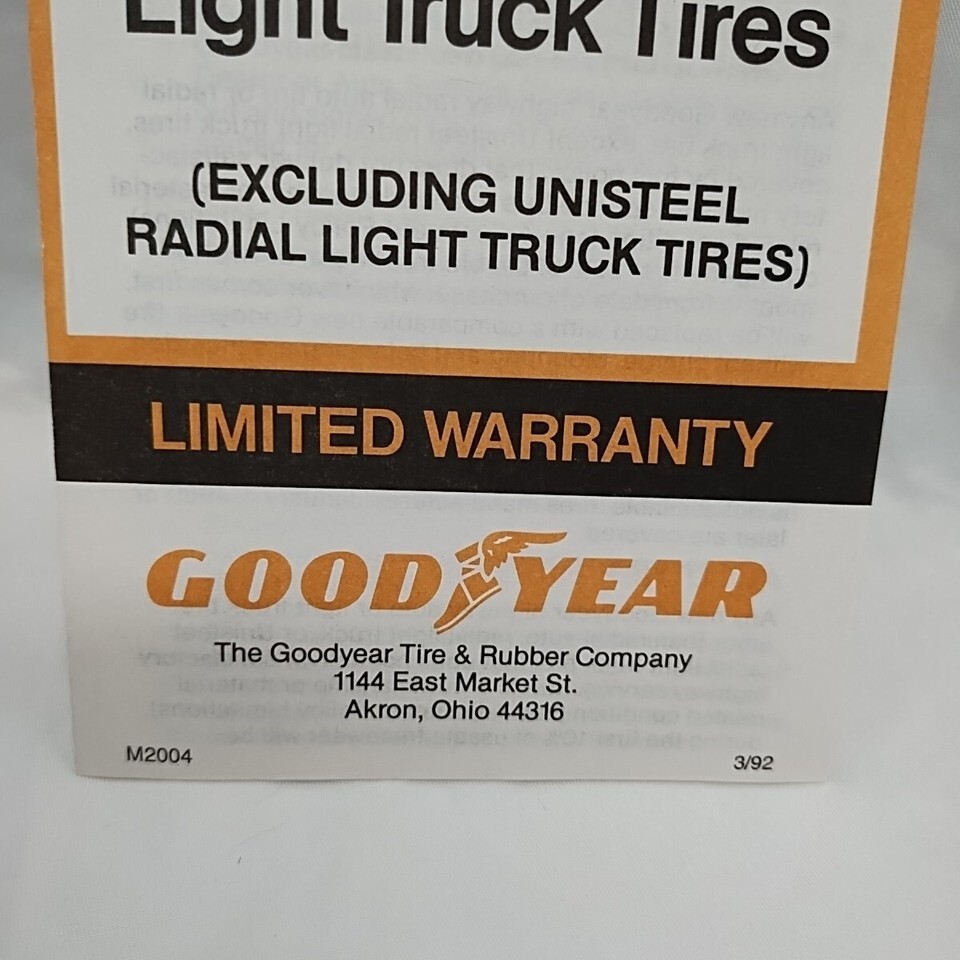 Light Truck Tires
(EXCLUDING UNISTEEL
RADIAL LIGHT TRUCK TIRES)
LIMITED WARRANTY
GOODYEAR
The Goodyear Tire & Rubber Company
1144 East Market St.
Akron, Ohio 44316
M2004
3/92